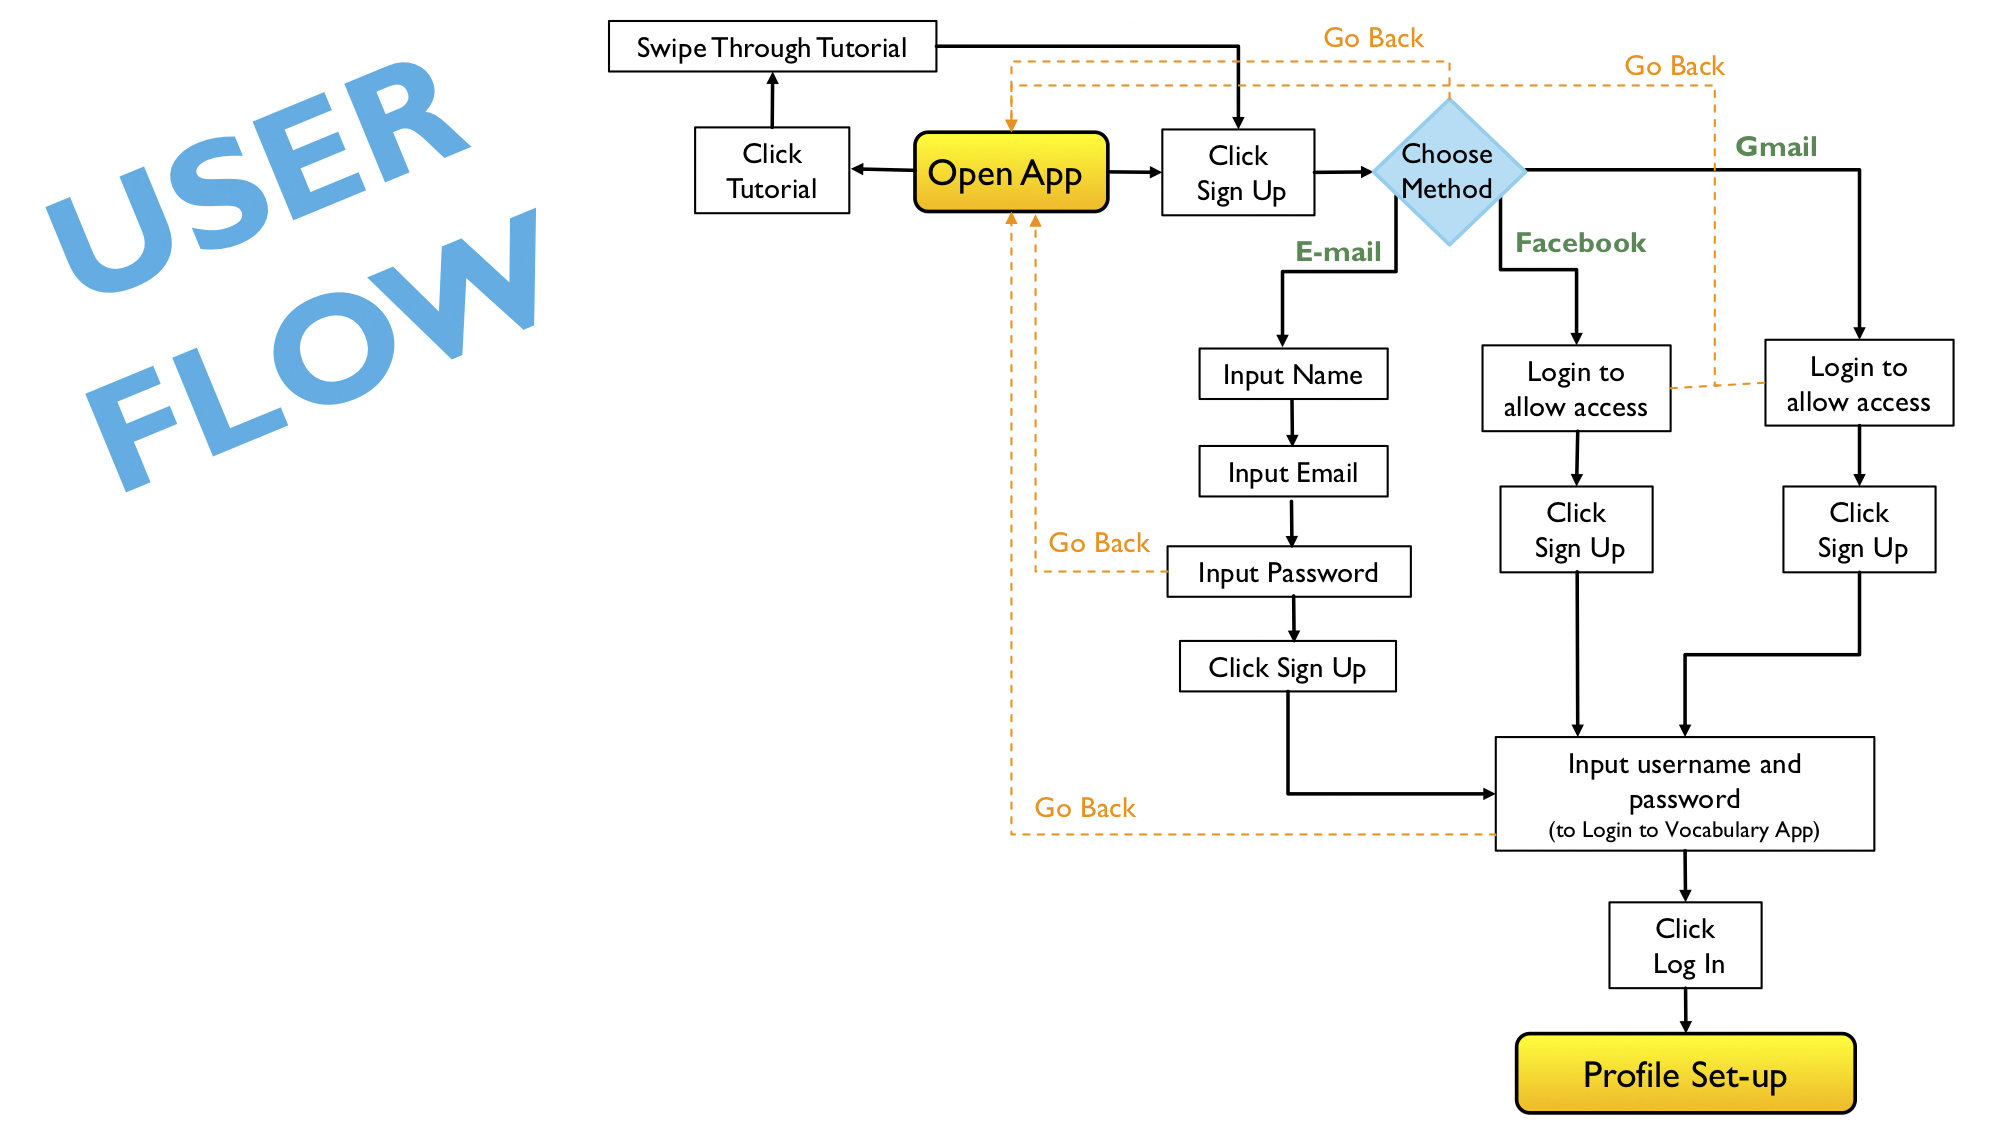 USER
FLOW
Swipe Through Tutorial
Go Back
Go Back
Click
Tutorial
Open App
Click
Sign Up
Choose
Method
Gmail
E-mail
Facebook
Input Name
Login to
allow access
Login to
allow access
Input Email
Click
Sign Up
Click
Sign Up
Go Back
Input Password
Click Sign Up
Input username and
password
(to Login to Vocabulary App)
Go Back
Click
Log In
Profile Set-up